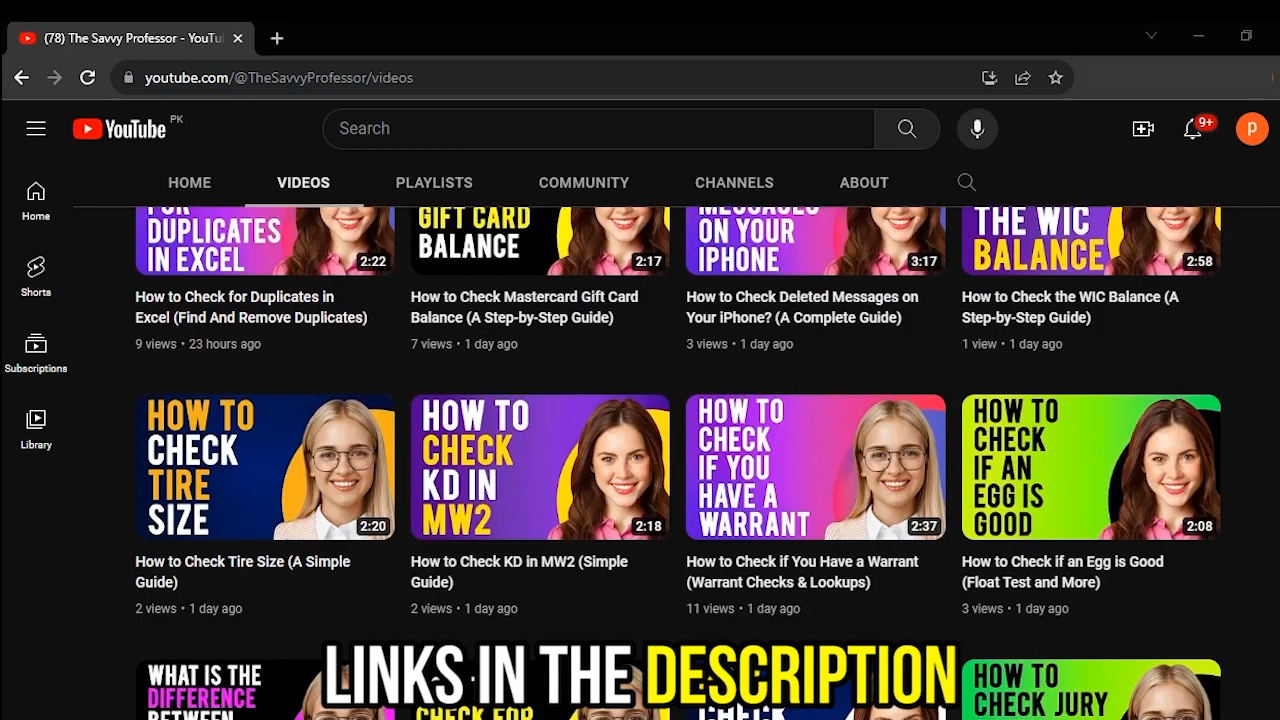 (78) The Savvy Professor - YouTu
youtube.com/@TheSavvyProfessor/videos
YouTube PK
Search
9+
p
HOME VIDEOS PLAYLISTS COMMUNITY CHANNELS ABOUT
Home
Shorts
Subscriptions
Library
FOR
DUPLICATES
IN EXCEL
2:22
GIFT CARD
BALANCE
2:17
MESSAGES
ON YOUR
IPHONE
3:17
THE WIC
BALANCE
2:58
How to Check for Duplicates in
Excel (Find And Remove Duplicates)
9 views • 23 hours ago
How to Check Mastercard Gift Card
Balance (A Step-by-Step Guide)
7 views • 1 day ago
How to Check Deleted Messages on
Your iPhone? (A Complete Guide)
3 views • 1 day ago
How to Check the WIC Balance (A
Step-by-Step Guide)
1 view • 1 day ago
HOW TO
CHECK
TIRE
SIZE
2:20
HOW TO
CHECK
KD IN
MW2
2:18
HOW TO
CHECK
IF YOU
HAVE A
WARRANT
2:37
HOW TO
CHECK
IF AN
EGG IS
GOOD
2:08
How to Check Tire Size (A Simple
Guide)
2 views • 1 day ago
How to Check KD in MW2 (Simple
Guide)
2 views • 1 day ago
How to Check if You Have a Warrant
(Warrant Checks & Lookups)
11 views • 1 day ago
How to Check if an Egg is Good
(Float Test and More)
3 views • 1 day ago
WHAT IS THE
DIFFERENCE
BETWEEN
CHECK FOR
CHECK
HOW TO
CHECK JURY
LINKS IN THE DESCRIPTION